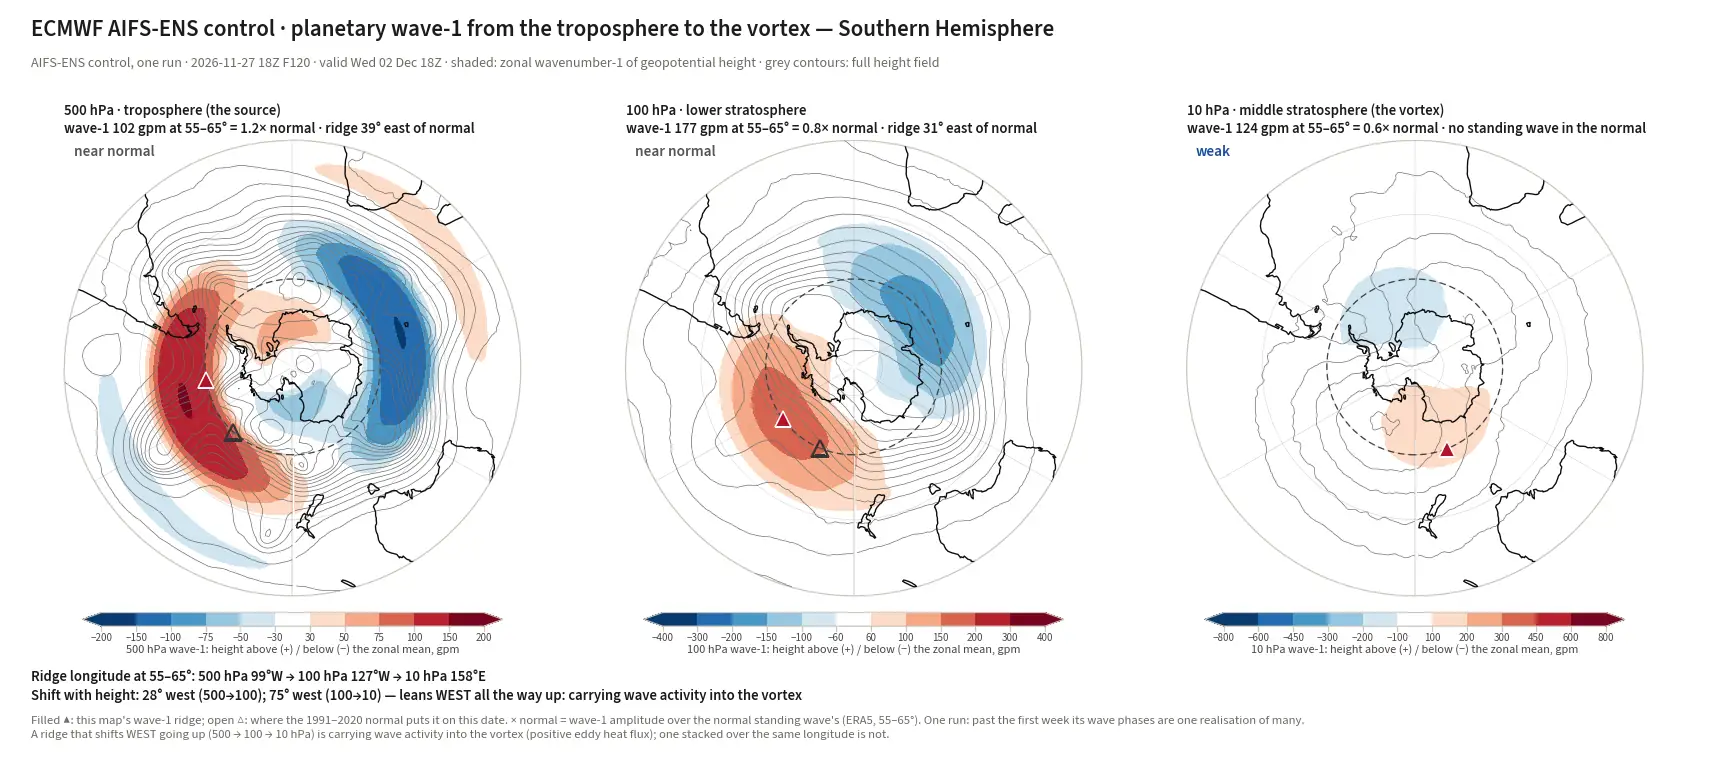 ECMWF AIFS-ENS control · planetary wave-1 from the troposphere to the vortex — Southern Hemisphere
AIFS-ENS control, one run · 2026-11-27 18Z F120 · valid Wed 02 Dec 18Z · shaded: zonal wavenumber-1 of geopotential height · grey contours: full height field
500 hPa · troposphere (the source)
wave-1 102 gpm at 55–65° = 1.2× normal · ridge 39° east of normal
near normal
100 hPa · lower stratosphere
wave-1 177 gpm at 55–65° = 0.8× normal · ridge 31° east of normal
near normal
10 hPa · middle stratosphere (the vortex)
wave-1 124 gpm at 55–65° = 0.6× normal · no standing wave in the normal
weak
−200 −150 −100 −75 −50 −30 30 50 75 100 150 200
500 hPa wave-1: height above (+) / below (−) the zonal mean, gpm
−400 −300 −200 −150 −100 −60 60 100 150 200 300 400
100 hPa wave-1: height above (+) / below (−) the zonal mean, gpm
−800 −600 −450 −300 −200 −100 100 200 300 450 600 800
10 hPa wave-1: height above (+) / below (−) the zonal mean, gpm
Ridge longitude at 55–65°: 500 hPa 99°W → 100 hPa 127°W → 10 hPa 158°E
Shift with height: 28° west (500→100); 75° west (100→10) — leans WEST all the way up: carrying wave activity into the vortex
Filled ▲: this map's wave-1 ridge; open △: where the 1991–2020 normal puts it on this date. × normal = wave-1 amplitude over the normal standing wave's (ERA5, 55–65°). One run: past the first week its wave phases are one realisation of many.
A ridge that shifts WEST going up (500 → 100 → 10 hPa) is carrying wave activity into the vortex (positive eddy heat flux); one stacked over the same longitude is not.